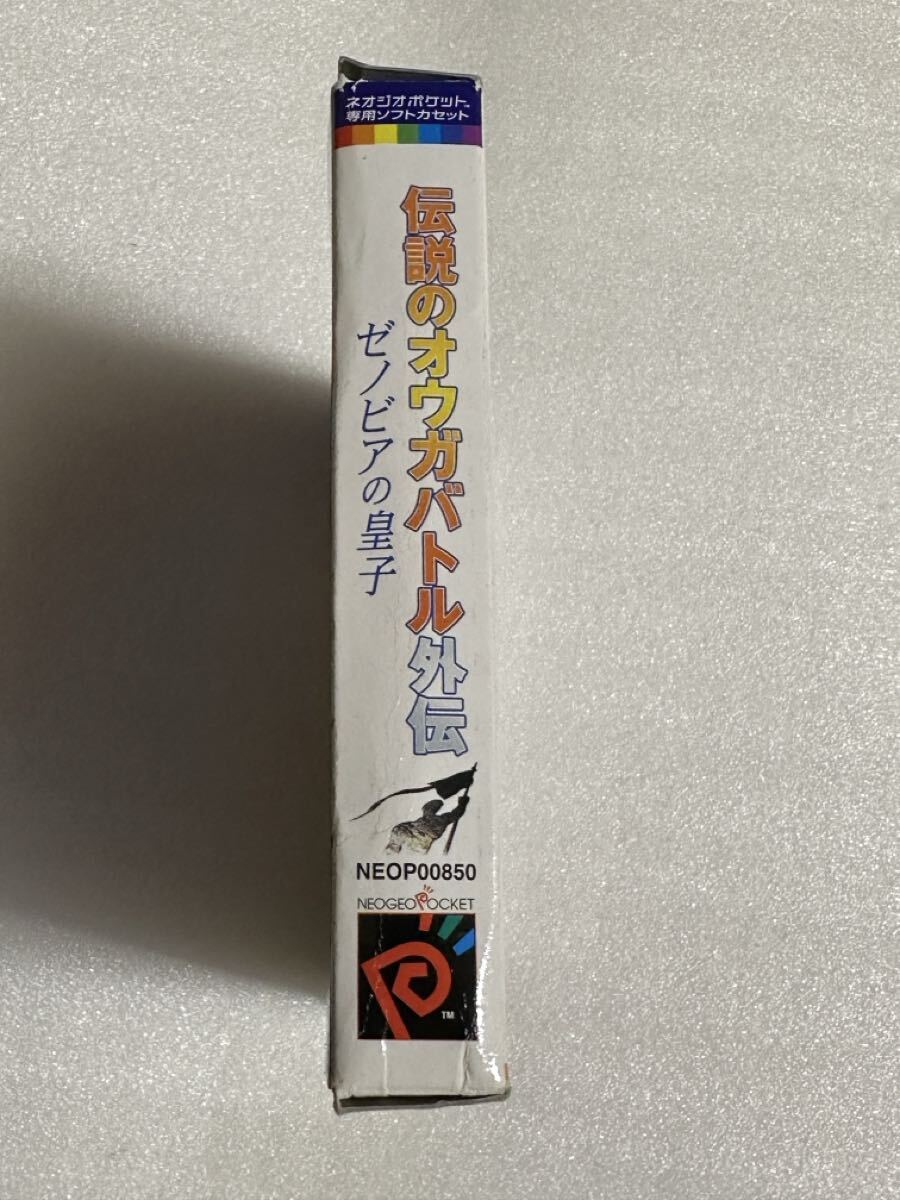 ネオジオポケット™
専用ソフトカセット
伝説のオウガバトル外伝
ゼノビアの皇子
NEOP00850
NEOGEO POCKET
TM